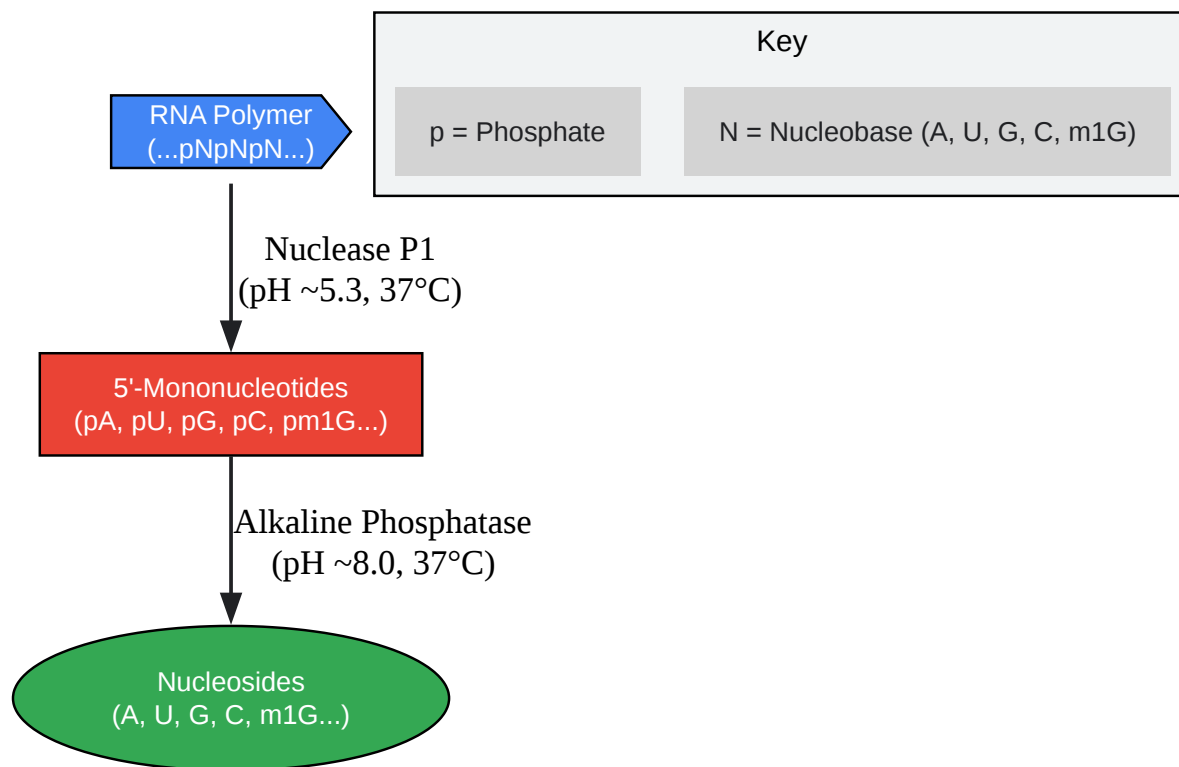 Key
RNA Polymer
(...pNpNpN...)
p = Phosphate
N = Nucleobase (A, U, G, C, m1G)
Nuclease P1
(pH ~5.3, 37°C)
5'-Mononucleotides
(pA, pU, pG, pC, pm1G...)
Alkaline Phosphatase
(pH ~8.0, 37°C)
Nucleosides
(A, U, G, C, m1G...)